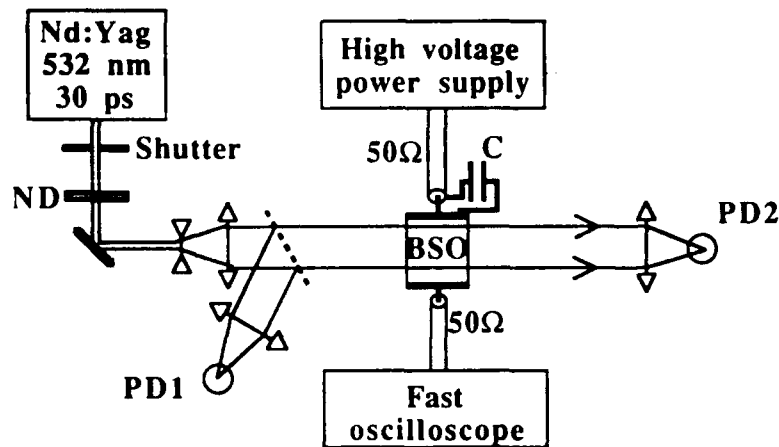 Nd:Yag
532 nm
30 ps
High voltage
power supply
Shutter
50Ω
C
ND
PD2
BSO
50Ω
PD1
Fast
oscilloscope